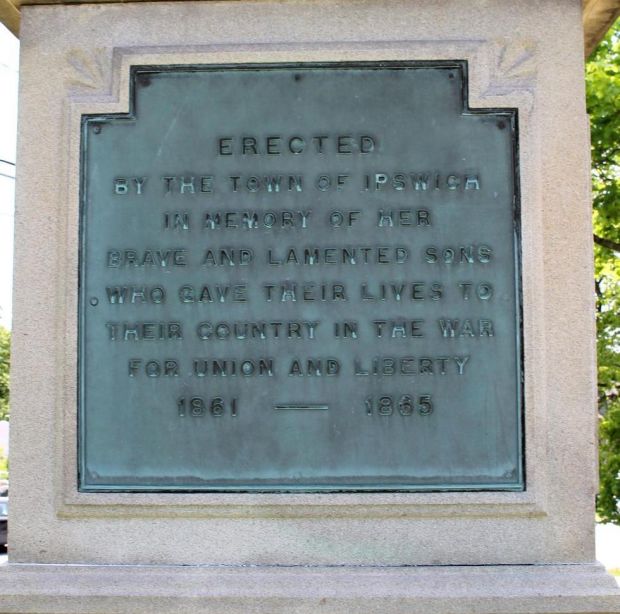 ERECTED
BY THE TOWN OF IPSWICH
IN MEMORY OF HER
BRAVE AND LAMENTED SONS
WHO GAVE THEIR LIVES TO
THEIR COUNTRY IN THE WAR
FOR UNION AND LIBERTY
1861 — 1865